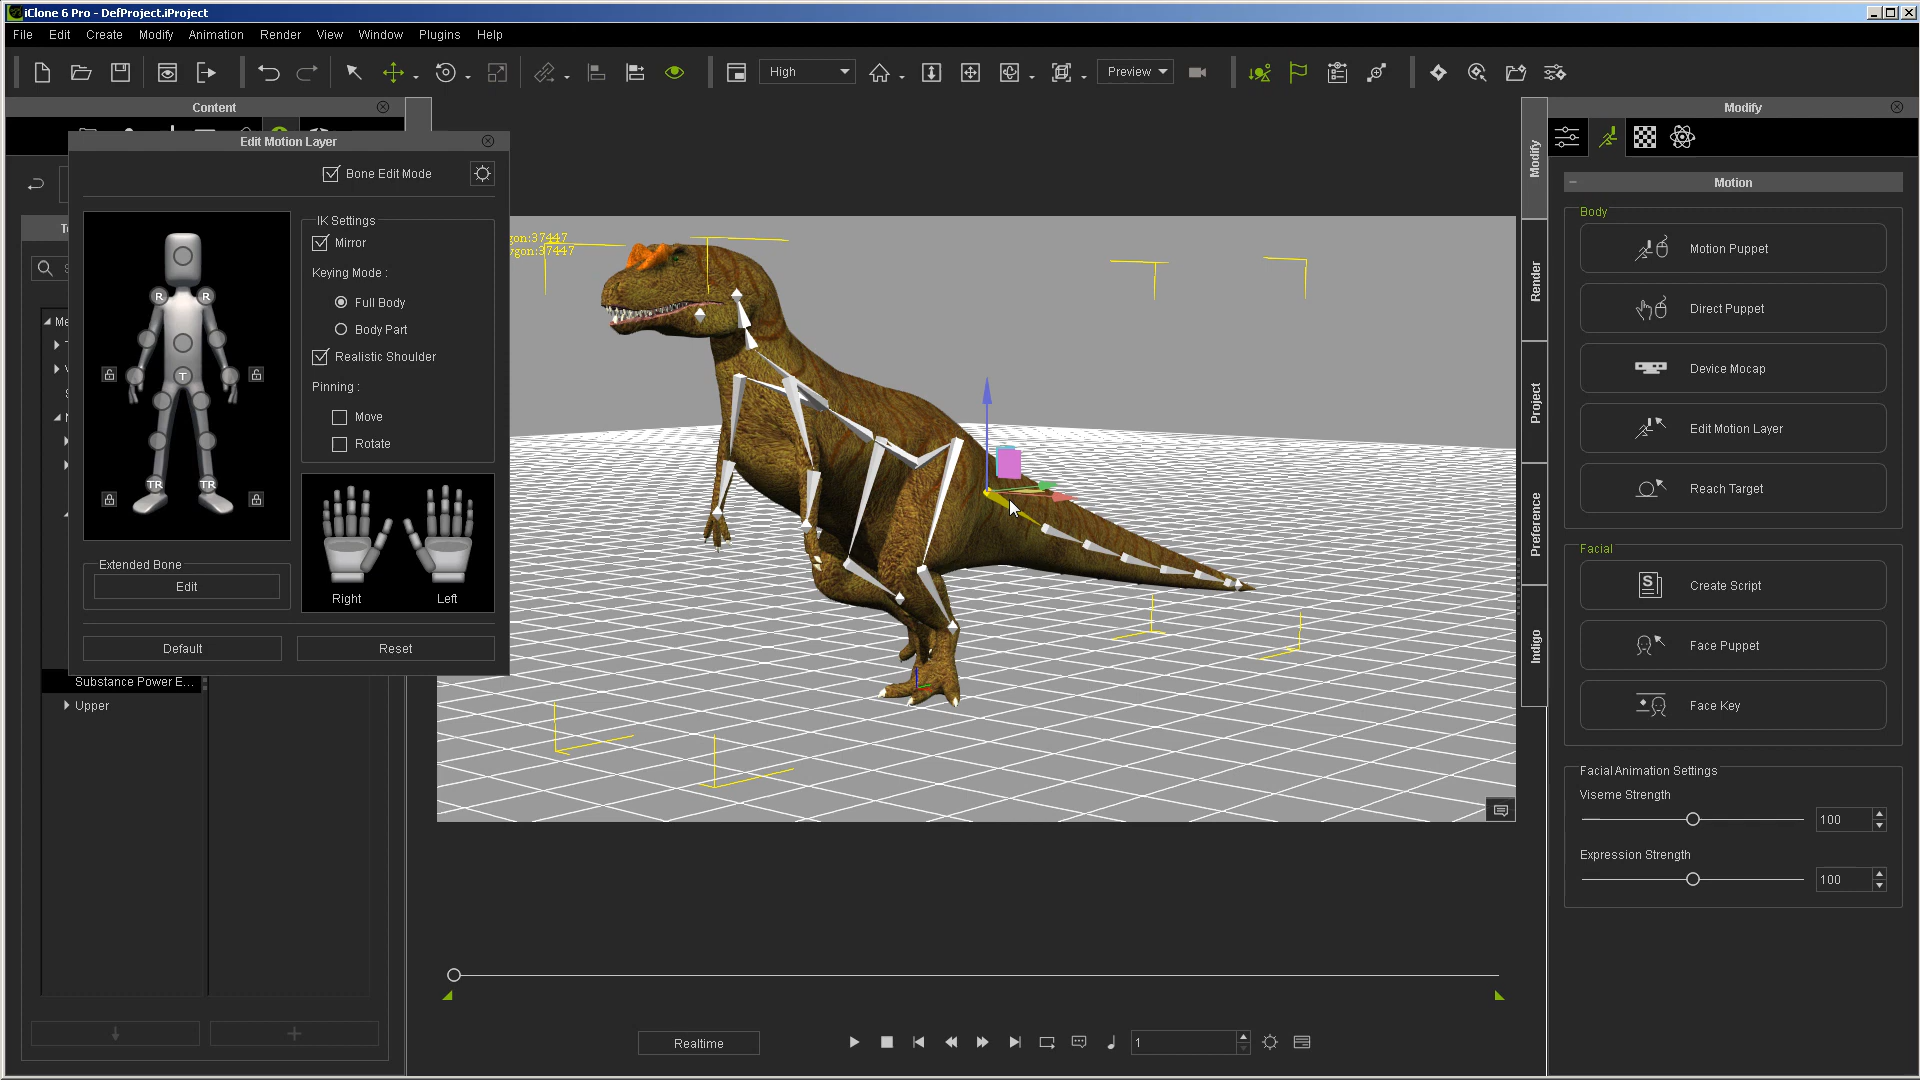 iClone 6 Pro - DefProject.iProject
File Edit Create Modify Animation Render View Window Plugins Help
High
Preview
Content
Modify
Edit Motion Layer
Bone Edit Mode
IK Settings
Mirror
Keying Mode :
Full Body
Body Part
Realistic Shoulder
Pinning :
Move
Rotate
R R
T
TR TR
Right Left
Extended Bone
Edit
Default Reset
Substance Power E...
Upper
gon:37447
ygon:37447
Modify
Render
Project
Preference
Indigo
Motion
Body
Motion Puppet
Direct Puppet
Device Mocap
Edit Motion Layer
Reach Target
Facial
Create Script
Face Puppet
Face Key
Facial Animation Settings
Viseme Strength
100
Expression Strength
100
Realtime
1